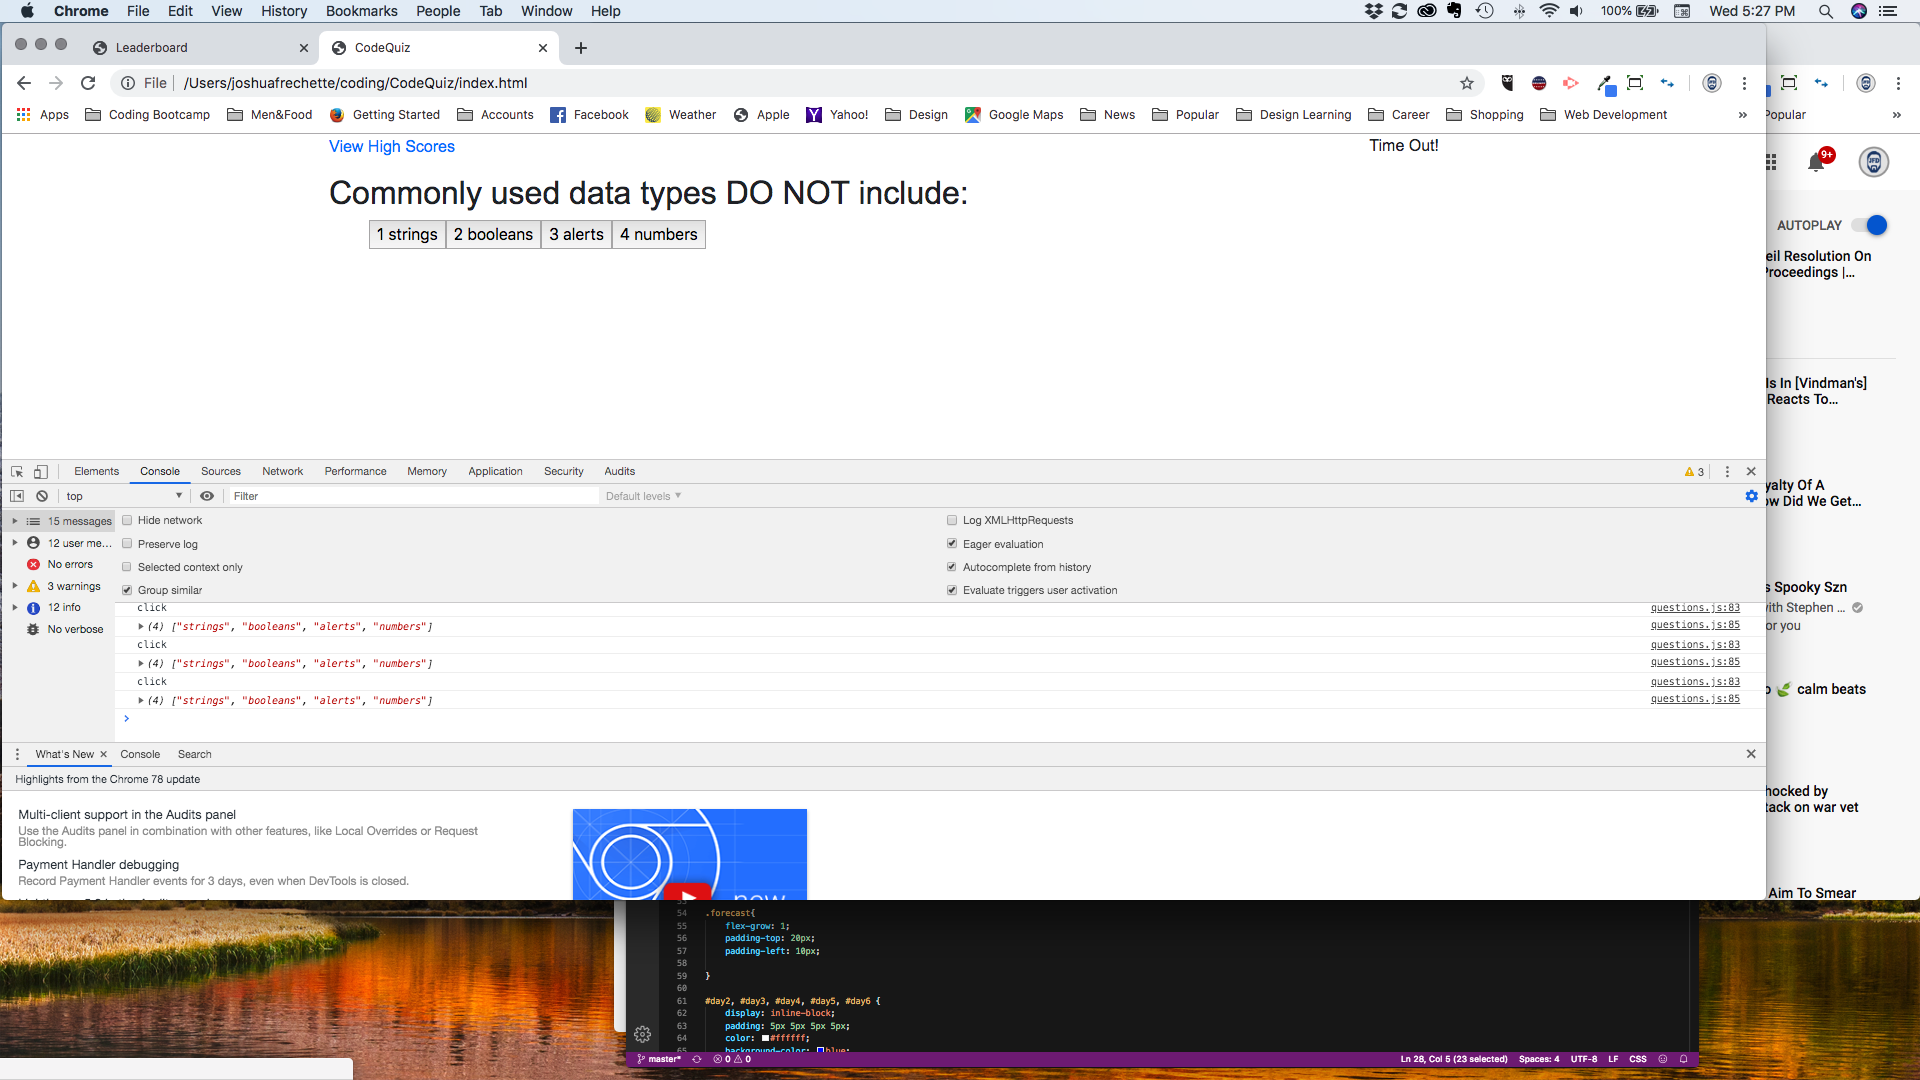 Chrome File Edit View History Bookmarks People Tab Window Help 100% Wed 5:27 PM
Leaderboard CodeQuiz
File /Users/joshuafrechette/coding/CodeQuiz/index.html
Apps Coding Bootcamp Men&Food Getting Started Accounts Facebook Weather Apple Yahoo! Design Google Maps News Popular Design Learning Career Shopping Web Development » Popular »
View High Scores Time Out!
9+
Commonly used data types DO NOT include:
1 strings 2 booleans 3 alerts 4 numbers
AUTOPLAY
eil Resolution On
Proceedings |...
Is In [Vindman's]
Reacts To...
Elements Console Sources Network Performance Memory Application Security Audits 3
yalty Of A
ow Did We Get...
top Filter Default levels
15 messages Hide network Log XMLHttpRequests
12 user me... Preserve log Eager evaluation
No errors Selected context only Autocomplete from history
3 warnings Group similar Evaluate triggers user activation
s Spooky Szn
with Stephen ...
or you
12 info click questions.js:83
No verbose (4) ["strings", "booleans", "alerts", "numbers"] questions.js:85
click questions.js:83
(4) ["strings", "booleans", "alerts", "numbers"] questions.js:85
click questions.js:83
(4) ["strings", "booleans", "alerts", "numbers"] questions.js:85
>
calm beats
What's New Console Search
Highlights from the Chrome 78 update
hocked by
tack on war vet
Multi-client support in the Audits panel
Use the Audits panel in combination with other features, like Local Overrides or Request
Blocking.
Payment Handler debugging
Record Payment Handler events for 3 days, even when DevTools is closed.
new
Aim To Smear
54 .forecast{
55 flex-grow: 1;
56 padding-top: 20px;
57 padding-left: 10px;
58
59 }
60
61 #day2, #day3, #day4, #day5, #day6 {
62 display: inline-block;
63 padding: 5px 5px 5px 5px;
64 color: #ffffff;
65 background-color: blue;
master* 0 0 Ln 28, Col 5 (23 selected) Spaces: 4 UTF-8 LF CSS